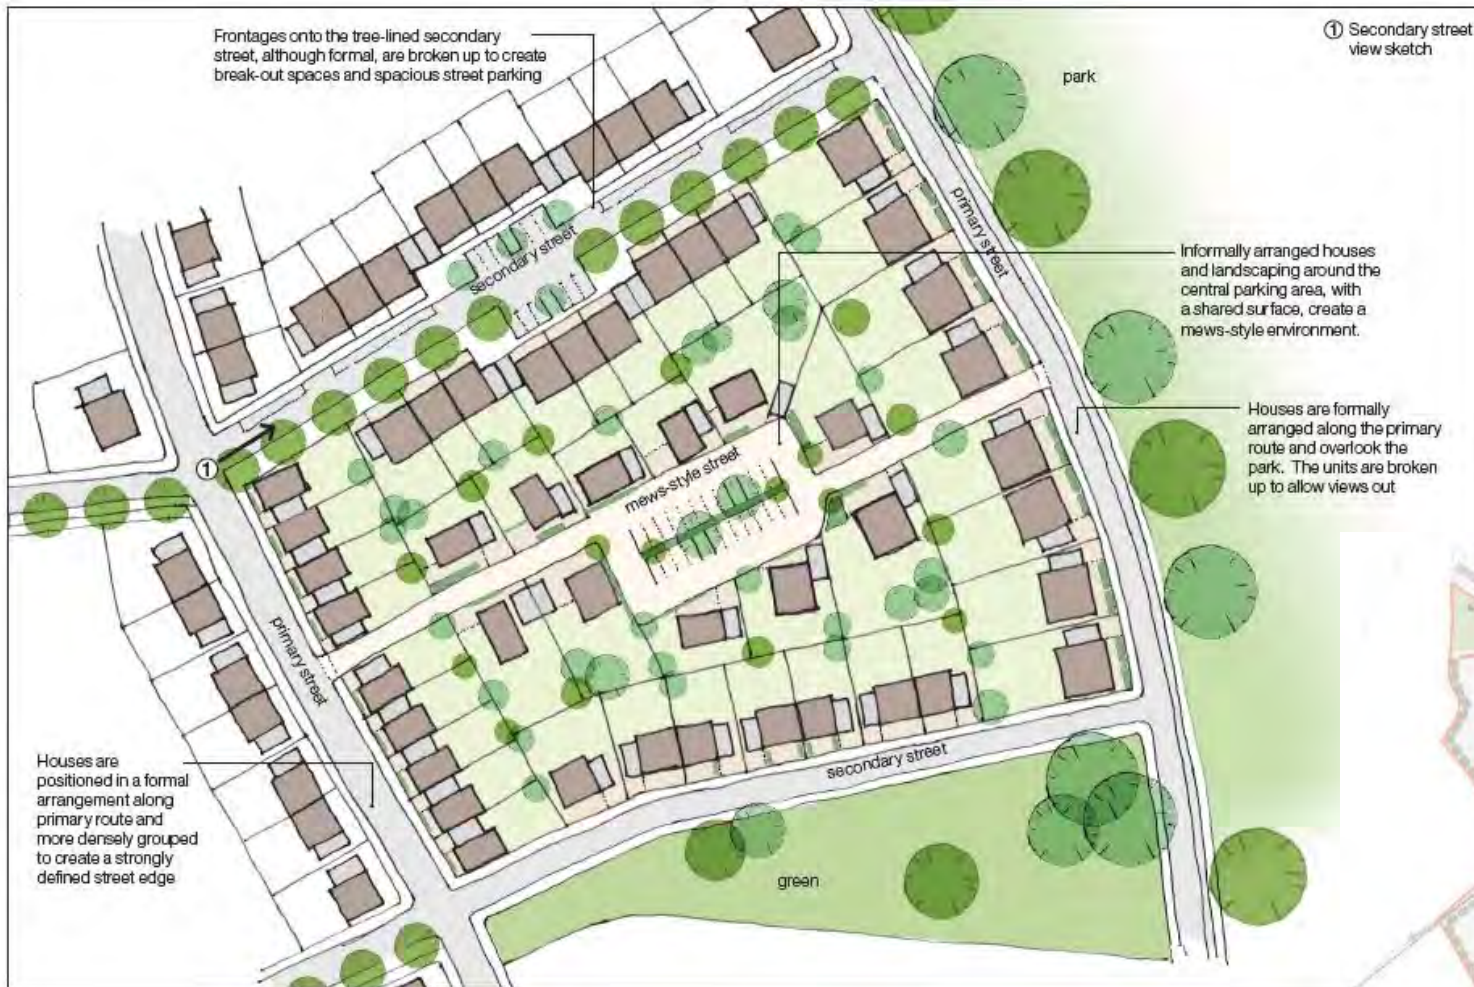 Frontages onto the tree-lined secondary
street, although formal, are broken up to create
break-out spaces and spacious street parking
① Secondary street
view sketch
park
primary street
secondary street
Informally arranged houses
and landscaping around the
central parking area, with
a shared surface, create a
mews-style environment.
Houses are formally
arranged along the primary
route and overlook the
park. The units are broken
up to allow views out
①
mews-style street
primary street
Houses are
positioned in a formal
arrangement along
primary route and
more densely grouped
to create a strongly
defined street edge
secondary street
green